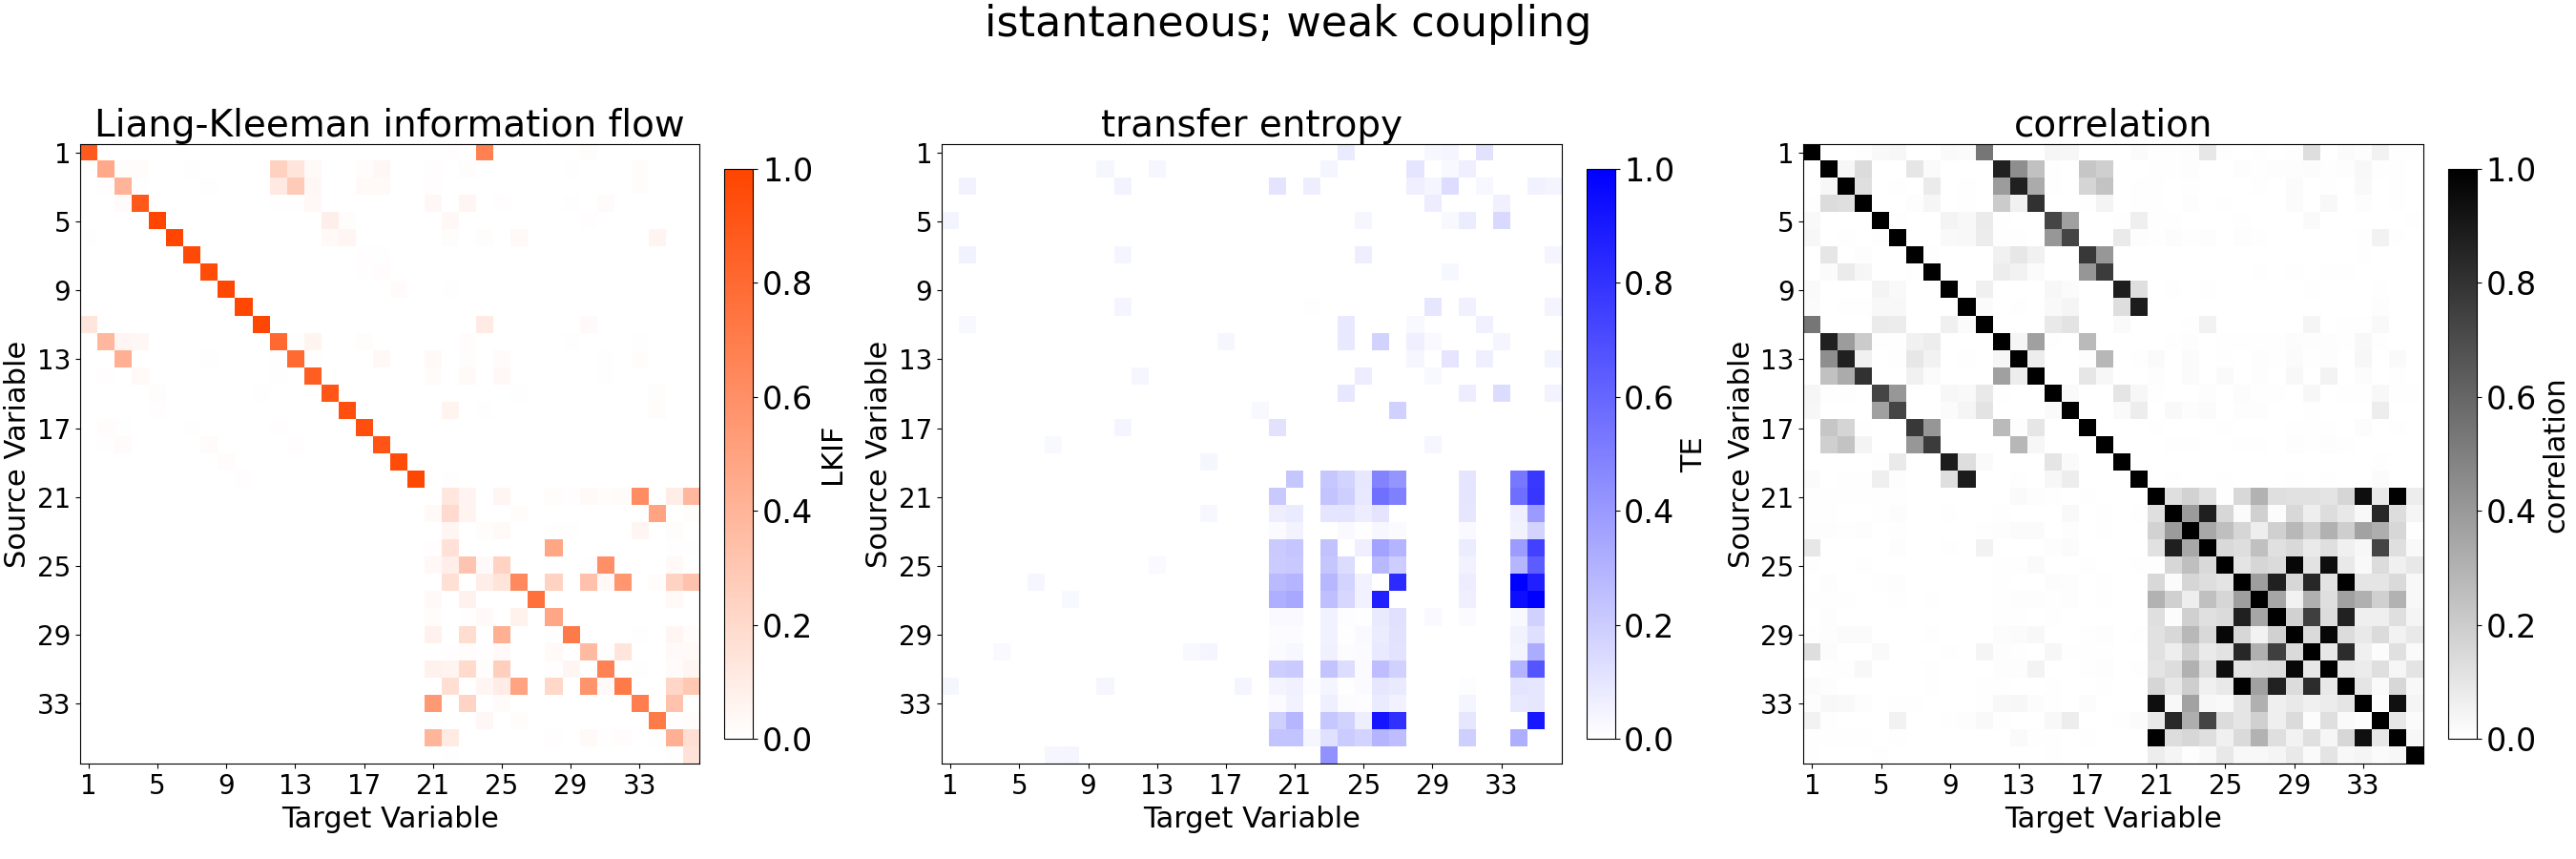 istantaneous; weak coupling
Liang-Kleeman information flow
transfer entropy
correlation
1
5
9
13
17
21
25
29
33
Source Variable
1 5 9 13 17 21 25 29 33
Target Variable
1.0
0.8
0.6
0.4
0.2
0.0
LKIF
1
5
9
13
17
21
25
29
33
Source Variable
1 5 9 13 17 21 25 29 33
Target Variable
1.0
0.8
0.6
0.4
0.2
0.0
TE
1
5
9
13
17
21
25
29
33
Source Variable
1 5 9 13 17 21 25 29 33
Target Variable
1.0
0.8
0.6
0.4
0.2
0.0
correlation